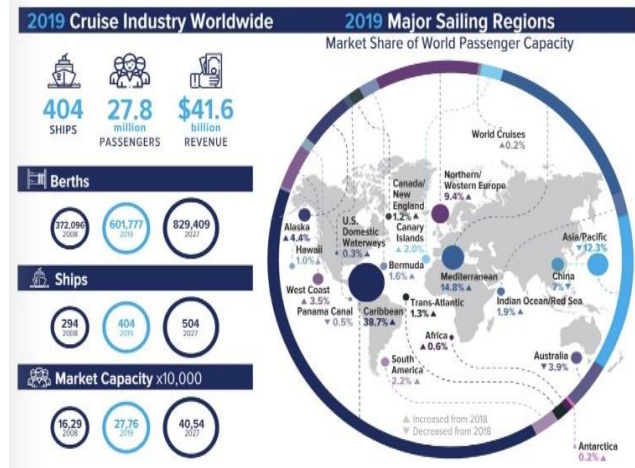 2019 Cruise Industry Worldwide
404
SHIPS
27.8
million
PASSENGERS
$41.6
billion
REVENUE
Berths
372,096
2008
601,777
2019
829,409
2027
Ships
294
2008
404
2019
504
2027
Market Capacity x10,000
16,29
2008
27,76
2019
40,54
2027
2019 Major Sailing Regions
Market Share of World Passenger Capacity
World Cruises
▲0.2%
Canada/
New
England
1.2% ▲
Northern/
Western Europe
9.4% ▲
Alaska
▲4.4%
U.S.
Domestic
Waterways
0.3% ▲
Canary
Islands
▲ 2.0%
Asia/Pacific
▼12.3%
Hawaii
1.0% ▲
Bermuda
1.6% ▲
Mediterranean
14.8% ▲
China
7% ▼
West Coast
▲ 3.5%
Panama Canal
▼ 0.5%
Caribbean
38.7% ▲
Trans-Atlantic
1.3% ▲
Indian Ocean/Red Sea
1.9% ▲
Africa
▲ 0.6%
South
America
2.2% ▲
Australia
▼ 3.9%
▲ Increased from 2018
▼ Decreased from 2018
Antarctica
0.2% ▲